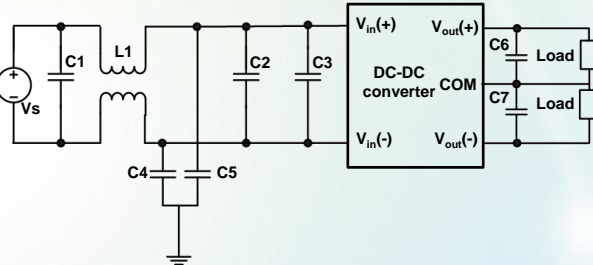 Vs
C1
L1
C2
C3
C4
C5
Vin(+)
Vin(-)
DC-DC
converter
Vout(+)
COM
Vout(-)
C6
C7
Load
Load